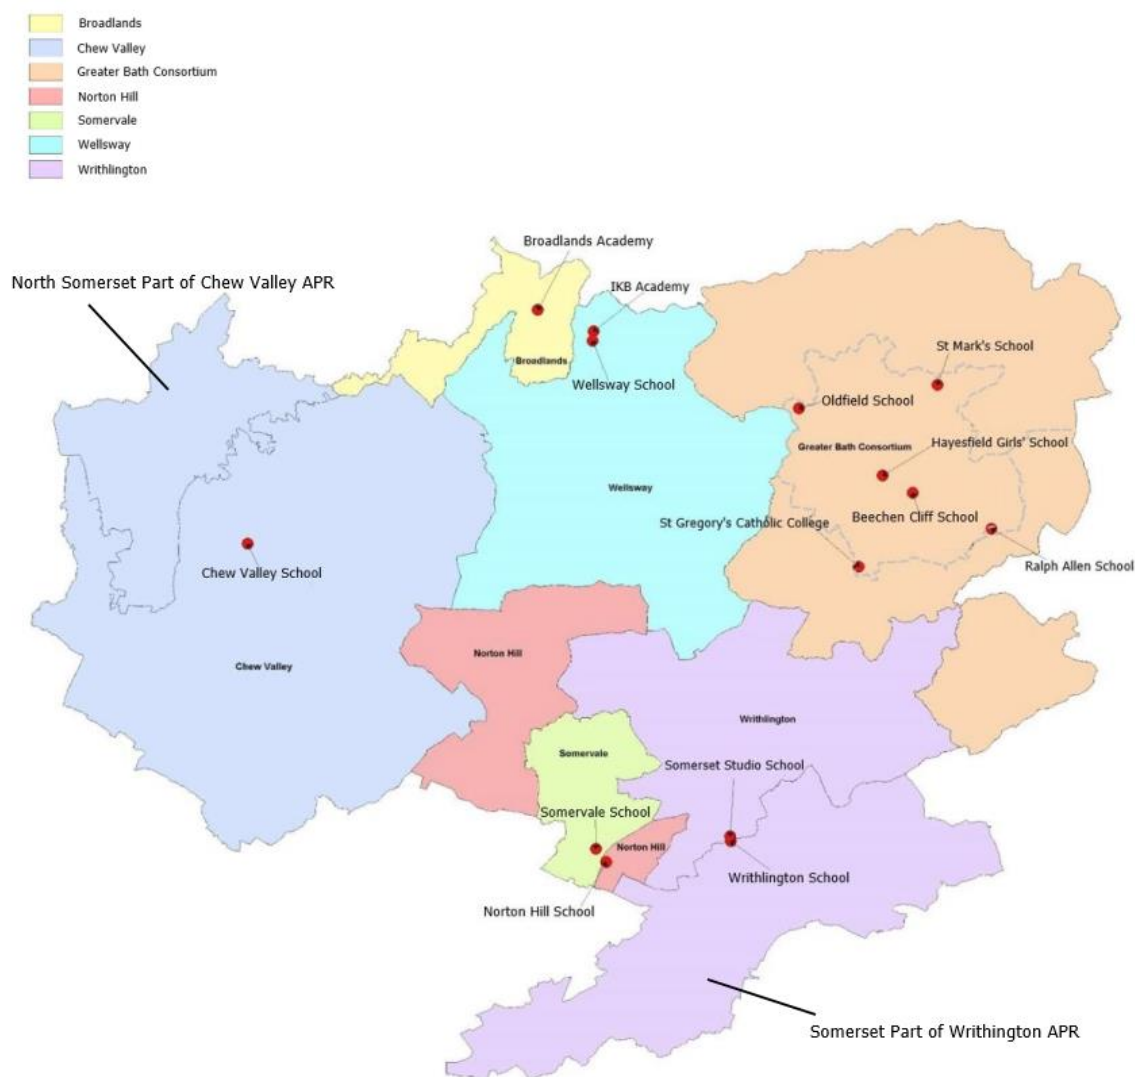 Broadlands
Chew Valley
Greater Bath Consortium
Norton Hill
Somervale
Wellsway
Writhlington
Broadlands Academy
North Somerset Part of Chew Valley APR
IKB Academy
St Mark's School
Broadlands
Wellsway School
Oldfield School
Hayesfield Girls' School
Greater Bath Consortium
Wellsway
Beechen Cliff School
St Gregory's Catholic College
Ralph Allen School
Chew Valley School
Norton Hill
Chew Valley
Writhlington
Somervale
Somerset Studio School
Somervale School
Norton Hill
Writhlington School
Norton Hill School
Somerset Part of Writhington APR